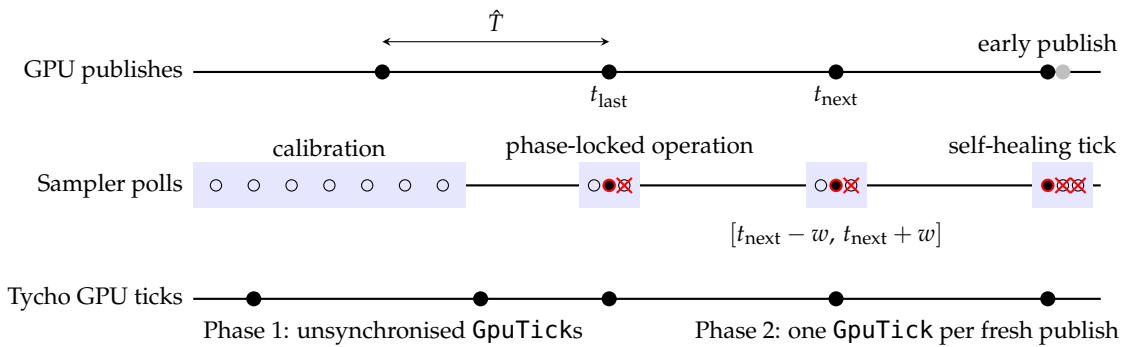 T̂
early publish
GPU publishes
t_last
t_next
calibration
phase-locked operation
self-healing tick
Sampler polls
[t_next − w, t_next + w]
Tycho GPU ticks
Phase 1: unsynchronised GpuTicks
Phase 2: one GpuTick per fresh publish